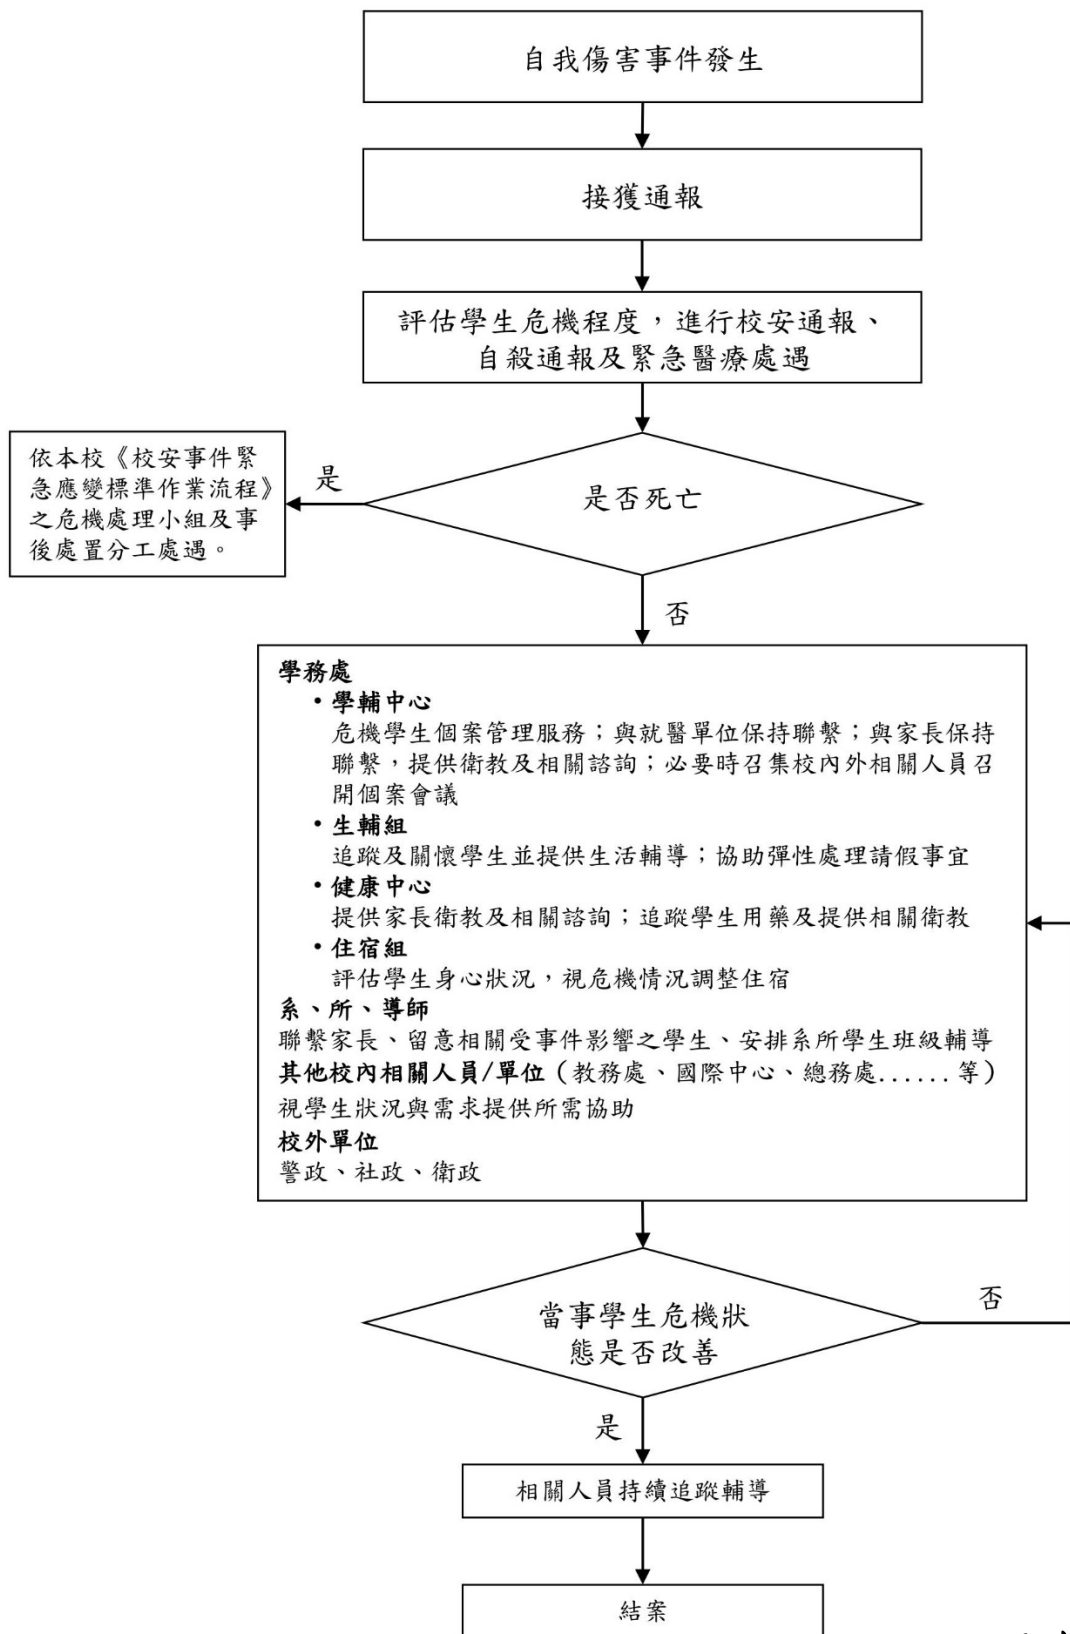 自我傷害事件發生
接獲通報
評估學生危機程度，進行校安通報、
自殺通報及緊急醫療處遇
是否死亡
是
依本校《校安事件緊
急應變標準作業流程》
之危機處理小組及事
後處置分工處遇。
否
學務處
・學輔中心
危機學生個案管理服務；與就醫單位保持聯繫；與家長保持
聯繫，提供衛教及相關諮詢；必要時召集校內外相關人員召
開個案會議
・生輔組
追蹤及關懷學生並提供生活輔導；協助彈性處理請假事宜
・健康中心
提供家長衛教及相關諮詢；追蹤學生用藥及提供相關衛教
・住宿組
評估學生身心狀況，視危機情況調整住宿
系、所、導師
聯繫家長、留意相關受事件影響之學生、安排系所學生班級輔導
其他校內相關人員/單位（教務處、國際中心、總務處......等）
視學生狀況與需求提供所需協助
校外單位
警政、社政、衛政
當事學生危機狀
態是否改善
否
是
相關人員持續追蹤輔導
結案